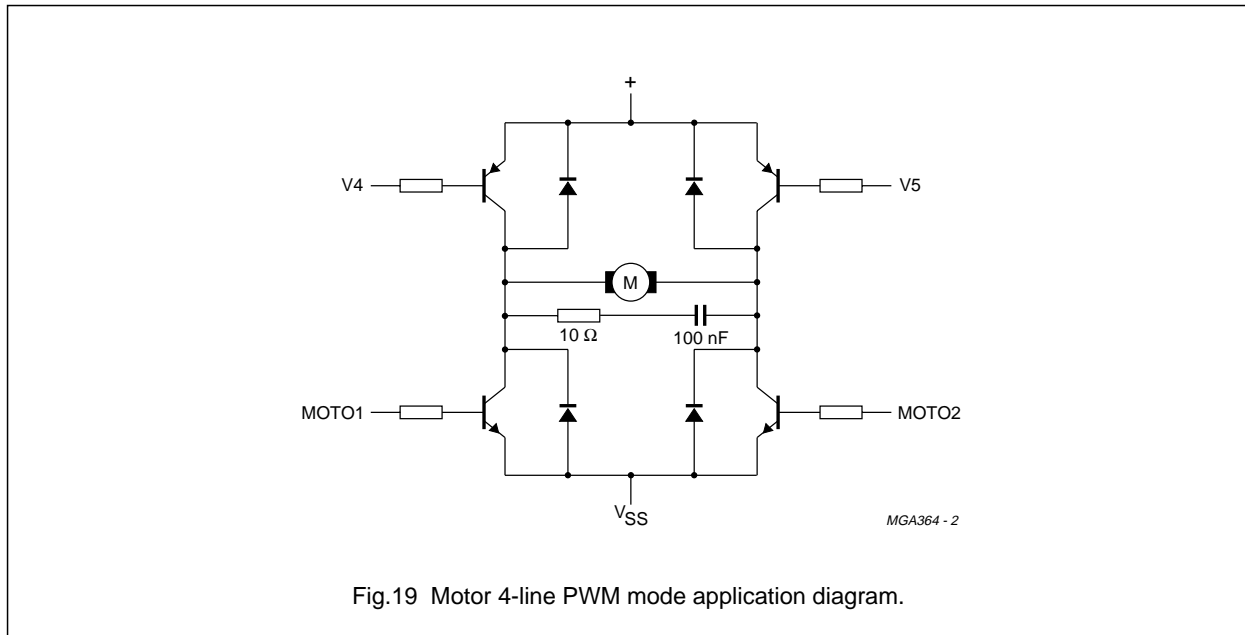 +
V4
V5
M
10 Ω
100 nF
MOTO1
MOTO2
VSS
MGA364 - 2
Fig.19 Motor 4-line PWM mode application diagram.